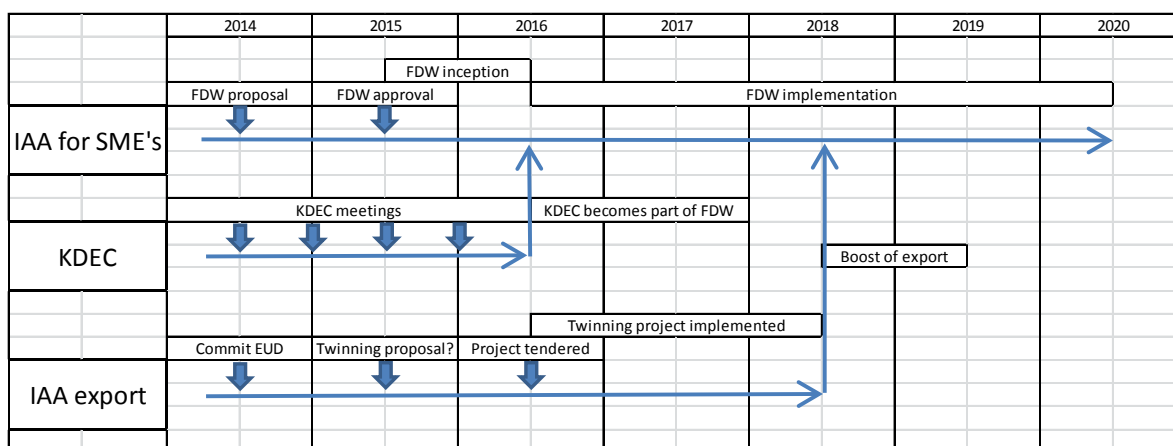 2014 2015 2016 2017 2018 2019 2020
FDW inception
FDW proposal FDW approval FDW implementation
IAA for SME's
KDEC meetings KDEC becomes part of FDW
KDEC
Boost of export
Twinning project implemented
Commit EUD Twinning proposal? Project tendered
IAA export